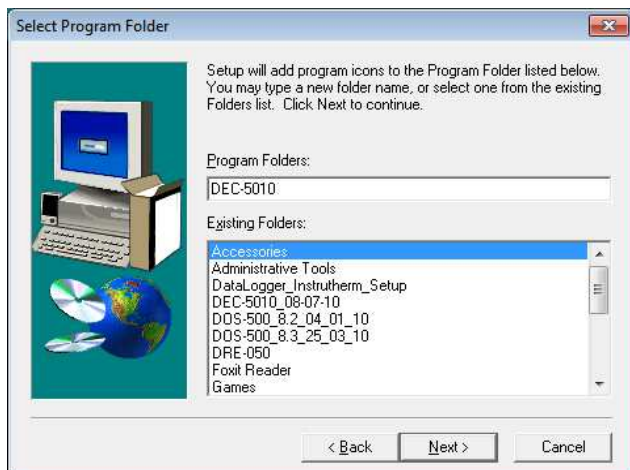 Select Program Folder
Setup will add program icons to the Program Folder listed below.
You may type a new folder name, or select one from the existing
Folders list. Click Next to continue.
Program Folders:
DEC-5010
Existing Folders:
Accessories
Administrative Tools
DataLogger_Instrutherm_Setup
DEC-5010_08-07-10
DOS-500_8.2_04_01_10
DOS-500_8.3_25_03_10
DRE-050
Foxit Reader
Games
< Back
Next >
Cancel